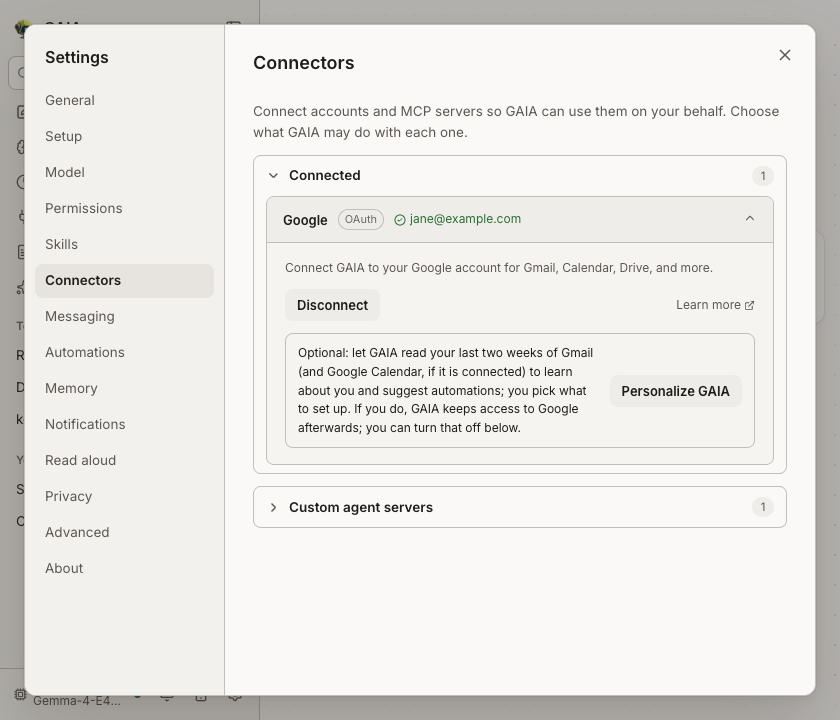 Settings
General
Setup
Model
Permissions
Skills
Connectors
Messaging
Automations
Memory
Notifications
Read aloud
Privacy
Advanced
About
Connectors
Connect accounts and MCP servers so GAIA can use them on your behalf. Choose
what GAIA may do with each one.
Connected 1
Google OAuth jane@example.com
Connect GAIA to your Google account for Gmail, Calendar, Drive, and more.
Disconnect Learn more
Optional: let GAIA read your last two weeks of Gmail
(and Google Calendar, if it is connected) to learn
about you and suggest automations; you pick what
to set up. If you do, GAIA keeps access to Google
afterwards; you can turn that off below.
Personalize GAIA
Custom agent servers 1
Gemma-4-E4...